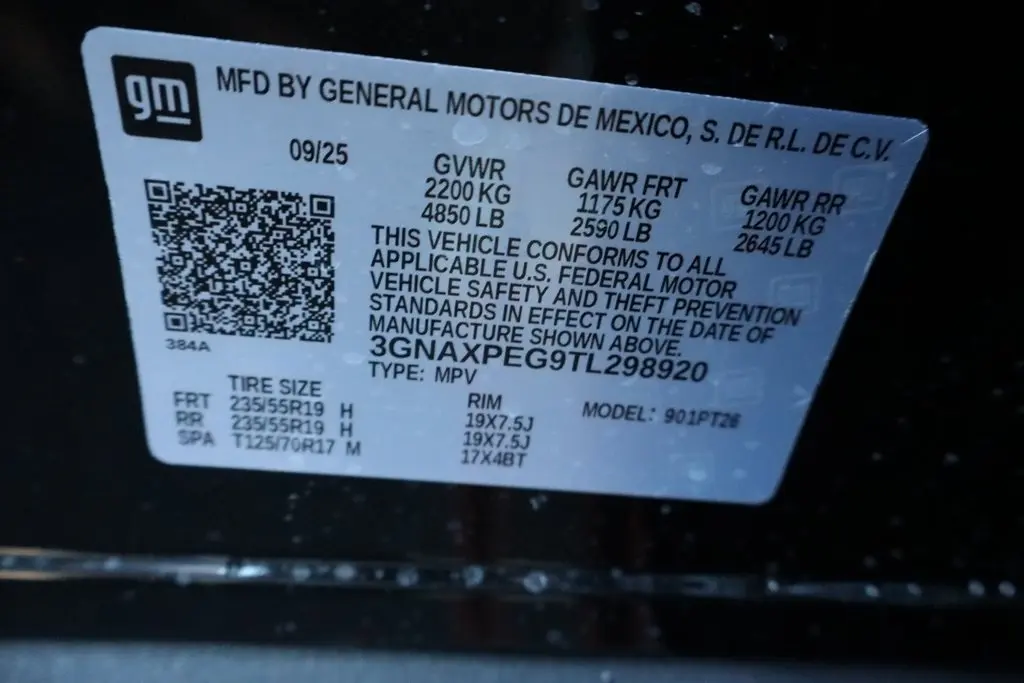 gm MFD BY GENERAL MOTORS DE MEXICO, S. DE R.L. DE C.V.
09/25 GVWR GAWR FRT GAWR RR
2200 KG 1175 KG 1200 KG
4850 LB 2590 LB 2645 LB
THIS VEHICLE CONFORMS TO ALL
APPLICABLE U.S. FEDERAL MOTOR
VEHICLE SAFETY AND THEFT PREVENTION
STANDARDS IN EFFECT ON THE DATE OF
MANUFACTURE SHOWN ABOVE.
384A
3GNAXPEG9TL298920
TYPE: MPV
TIRE SIZE RIM MODEL: 901PT26
FRT 235/55R19 H 19X7.5J
RR 235/55R19 H 19X7.5J
SPA T125/70R17 M 17X4BT